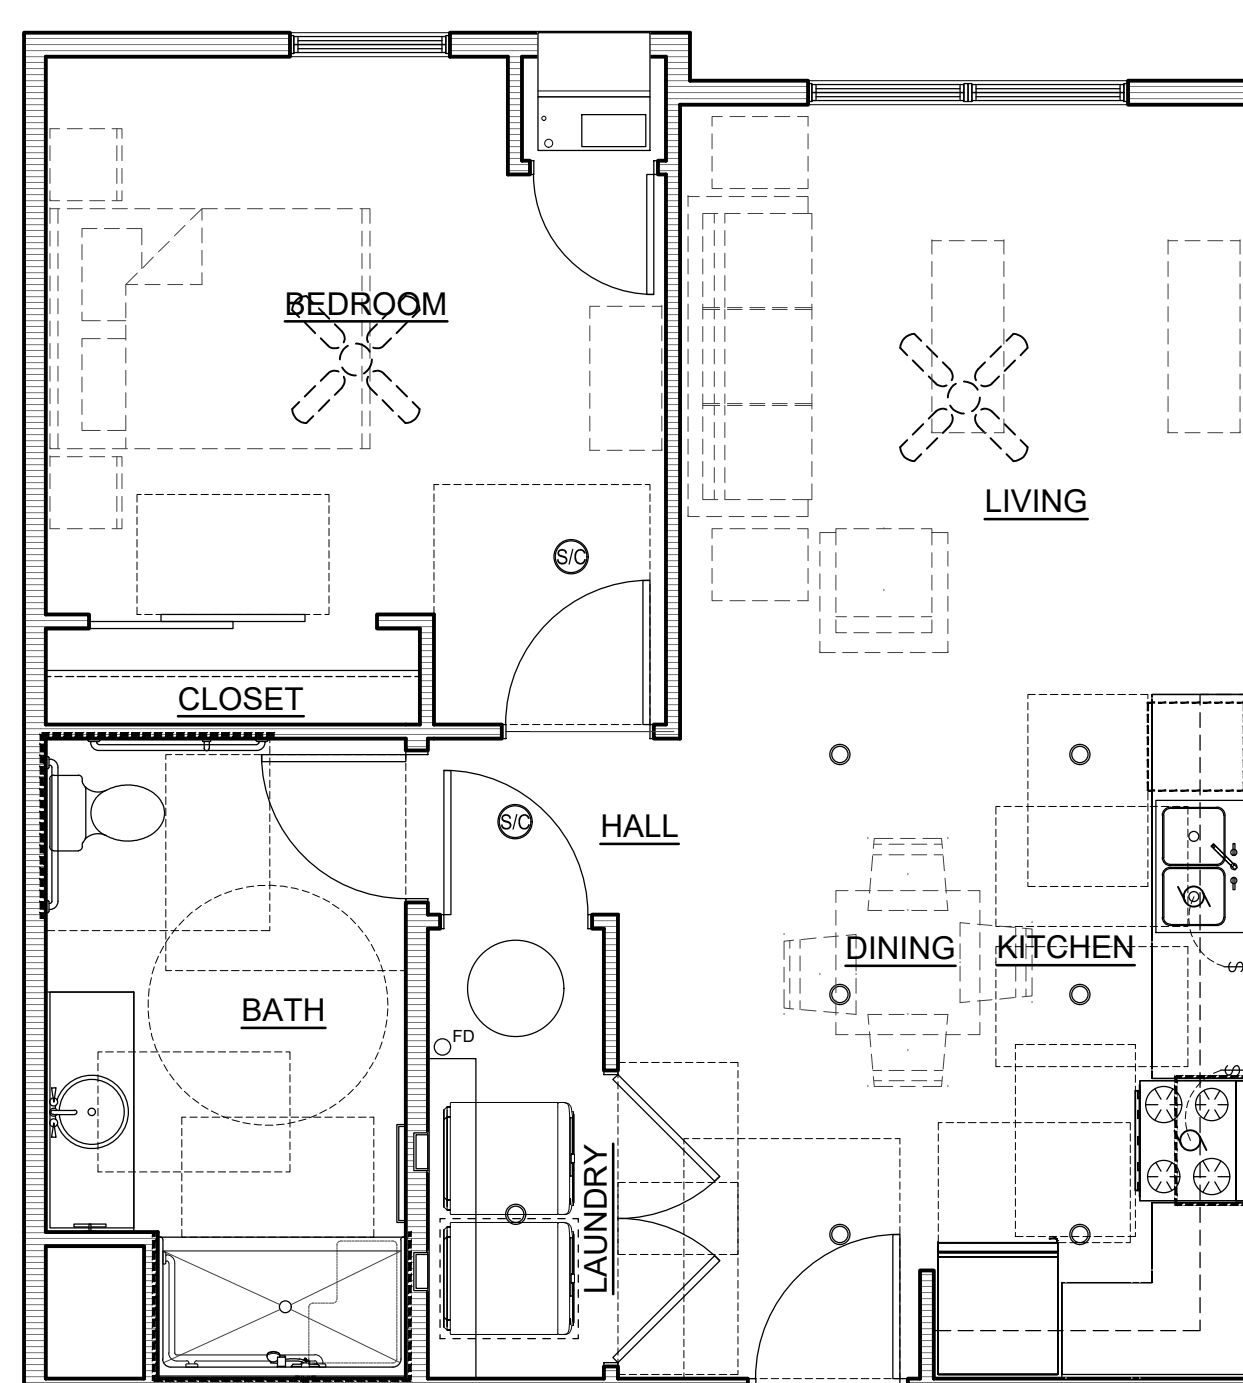 BEDROOM
LIVING
S/C
CLOSET
S/C
HALL
DINING
KITCHEN
S
BATH
FD
S
LAUNDRY